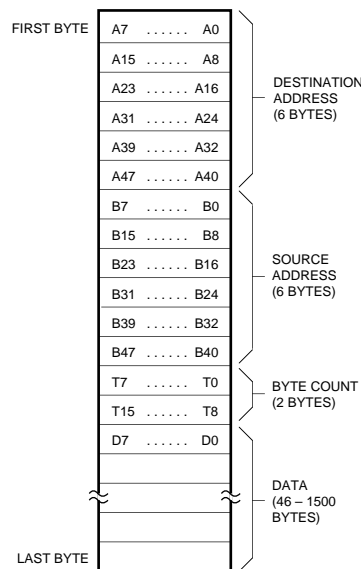 FIRST BYTE
A7 ...... A0
A15 ...... A8
A23 ...... A16
A31 ...... A24
A39 ...... A32
A47 ...... A40
DESTINATION
ADDRESS
(6 BYTES)
B7 ...... B0
B15 ...... B8
B23 ...... B16
B31 ...... B24
B39 ...... B32
B47 ...... B40
SOURCE
ADDRESS
(6 BYTES)
T7 ...... T0
T15 ...... T8
BYTE COUNT
(2 BYTES)
D7 ...... D0
DATA
(46 – 1500
BYTES)
LAST BYTE